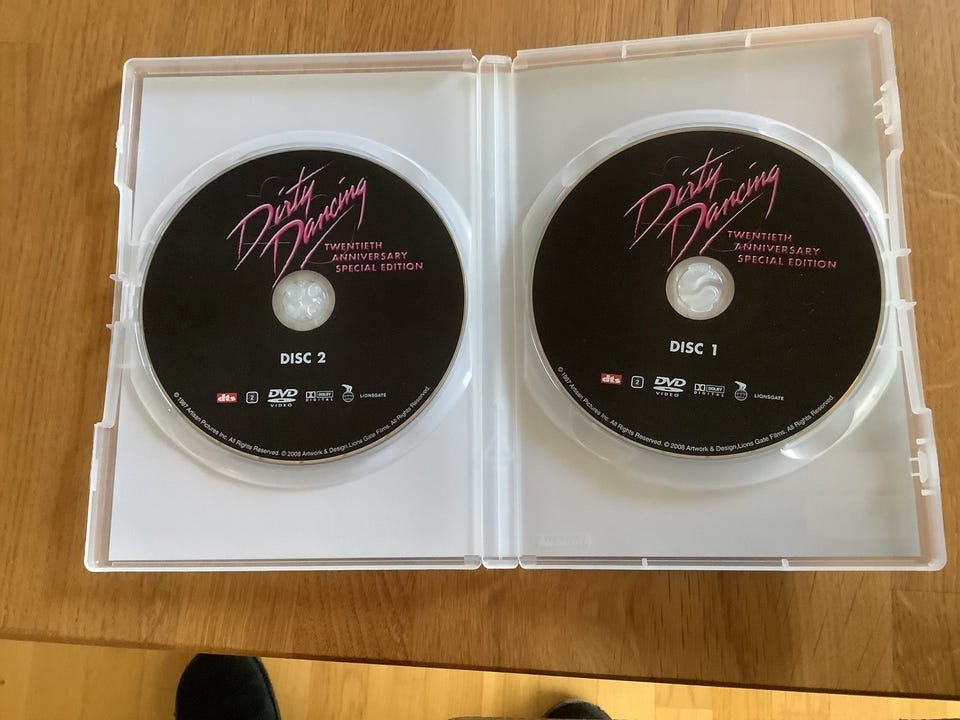 Dirty
Dancing
TWENTIETH
ANNIVERSARY
SPECIAL EDITION
DISC 2
dts 2 DVD VIDEO DOLBY DIGITAL LIONSGATE
© 1987 Artisan Pictures Inc. All Rights Reserved. © 2008 Artwork & Design,Lions Gate Films. All Rights Reserved.
Dirty
Dancing
TWENTIETH
ANNIVERSARY
SPECIAL EDITION
DISC 1
dts 2 DVD VIDEO DOLBY DIGITAL LIONSGATE
© 1987 Artisan Pictures Inc. All Rights Reserved. © 2008 Artwork & Design,Lions Gate Films. All Rights Reserved.